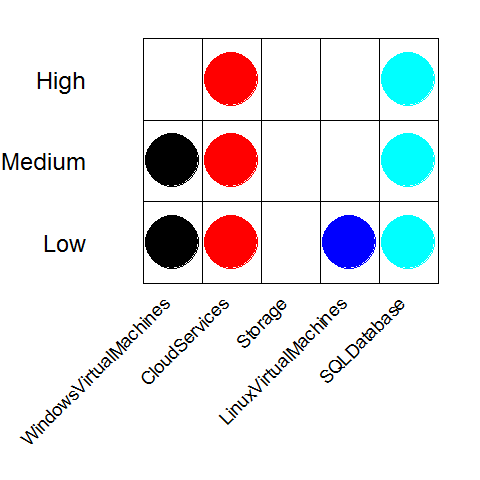 High
Medium
Low
WindowsVirtualMachines
CloudServices
Storage
LinuxVirtualMachines
SQLDatabase